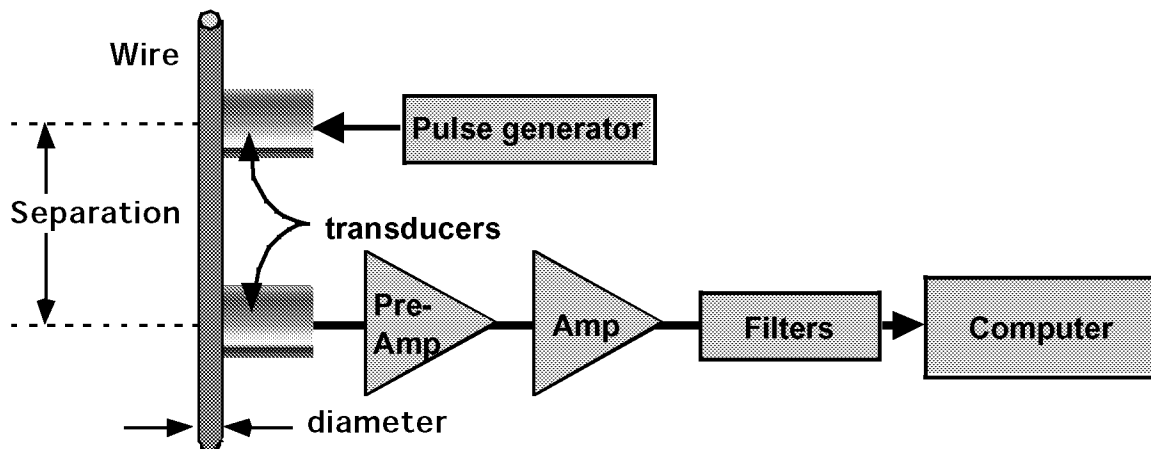 Wire
Pulse generator
Separation
transducers
Pre-
Amp
Amp
Filters
Computer
diameter